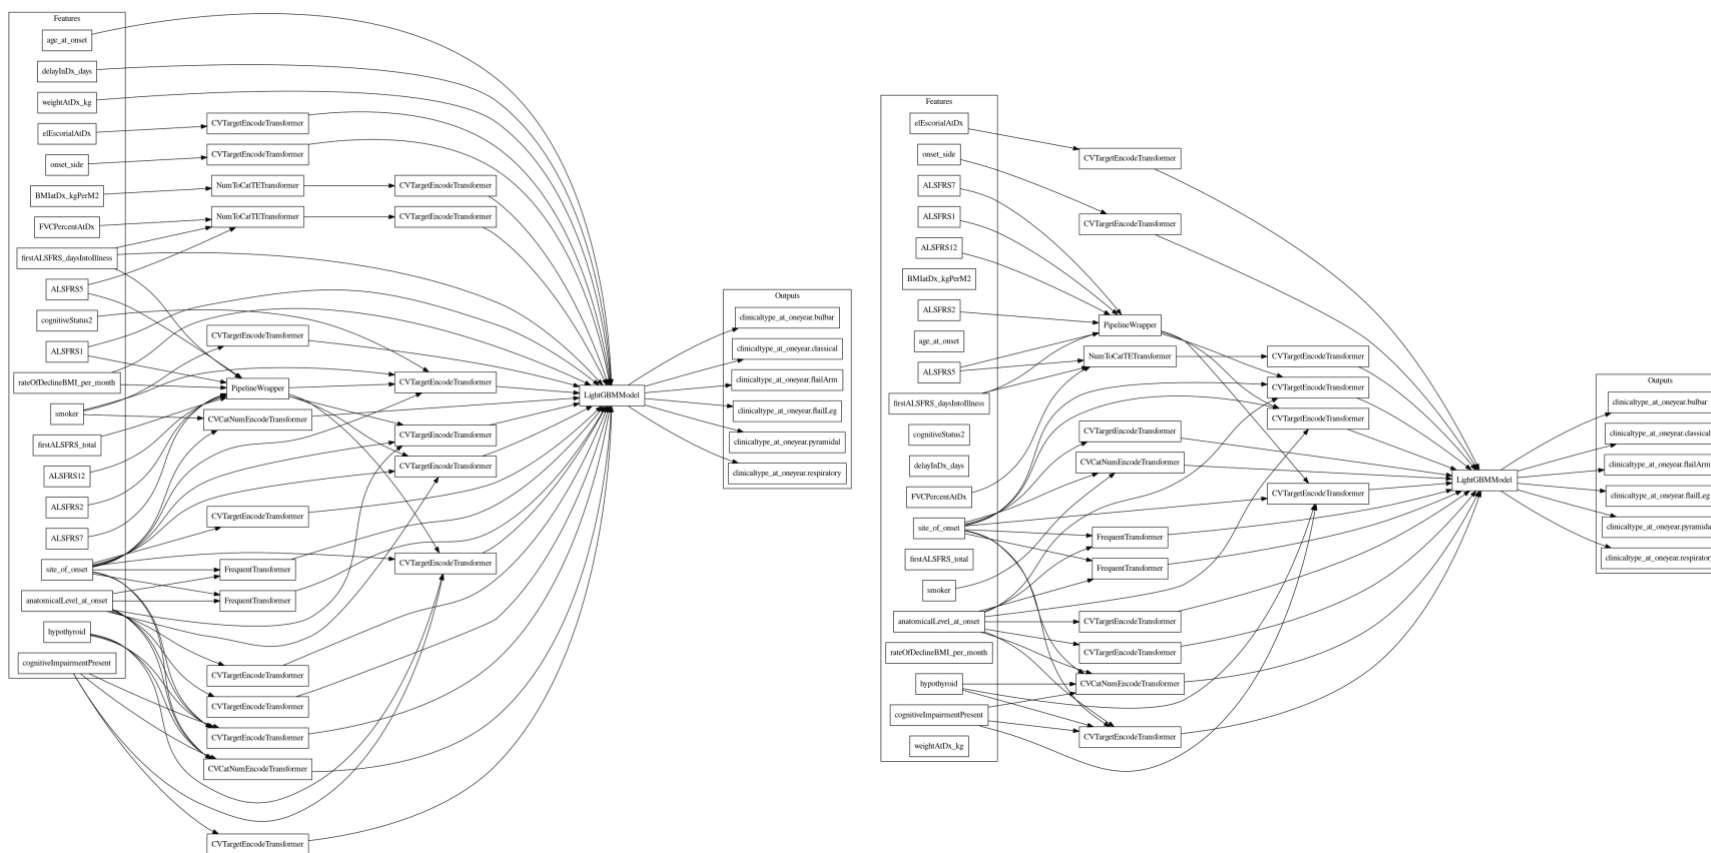 Features
age_at_onset
delayInDx_days
weightAtDx_kg
elEscorialAtDx
CVTargetEncodeTransformer
onset_side
CVTargetEncodeTransformer
BMIatDx_kgPerM2
NumToCatTETransformer
CVTargetEncodeTransformer
FVCPercentAtDx
NumToCatTETransformer
CVTargetEncodeTransformer
firstALSFRS_daysIntoIllness
ALSFRS5
cognitiveStatus2
CVTargetEncodeTransformer
ALSFRS1
rateOfDeclineBMI_per_month
PipelineWrapper
CVTargetEncodeTransformer
smoker
CVCatNumEncodeTransformer
firstALSFRS_total
CVTargetEncodeTransformer
ALSFRS12
CVTargetEncodeTransformer
ALSFRS2
CVTargetEncodeTransformer
ALSFRS7
site_of_onset
FrequentTransformer
CVTargetEncodeTransformer
anatomicalLevel_at_onset
FrequentTransformer
hypothyroid
cognitiveImpairmentPresent
CVTargetEncodeTransformer
CVTargetEncodeTransformer
CVTargetEncodeTransformer
CVCatNumEncodeTransformer
CVTargetEncodeTransformer
LightGBMModel
Outputs
clinicaltype_at_oneyear.bulbar
clinicaltype_at_oneyear.classical
clinicaltype_at_oneyear.flailArm
clinicaltype_at_oneyear.flailLeg
clinicaltype_at_oneyear.pyramidal
clinicaltype_at_oneyear.respiratory
Features
elEscorialAtDx
onset_side
CVTargetEncodeTransformer
ALSFRS7
ALSFRS1
CVTargetEncodeTransformer
ALSFRS12
BMIatDx_kgPerM2
ALSFRS2
PipelineWrapper
age_at_onset
NumToCatTETransformer
CVTargetEncodeTransformer
ALSFRS5
CVTargetEncodeTransformer
firstALSFRS_daysIntoIllness
CVTargetEncodeTransformer
cognitiveStatus2
CVTargetEncodeTransformer
delayInDx_days
CVCatNumEncodeTransformer
FVCPercentAtDx
CVTargetEncodeTransformer
site_of_onset
FrequentTransformer
firstALSFRS_total
FrequentTransformer
smoker
anatomicalLevel_at_onset
CVTargetEncodeTransformer
rateOfDeclineBMI_per_month
CVTargetEncodeTransformer
hypothyroid
CVCatNumEncodeTransformer
cognitiveImpairmentPresent
CVTargetEncodeTransformer
weightAtDx_kg
LightGBMModel
Outputs
clinicaltype_at_oneyear.bulbar
clinicaltype_at_oneyear.classical
clinicaltype_at_oneyear.flailArm
clinicaltype_at_oneyear.flailLeg
clinicaltype_at_oneyear.pyramida
clinicaltype_at_oneyear.respiratory